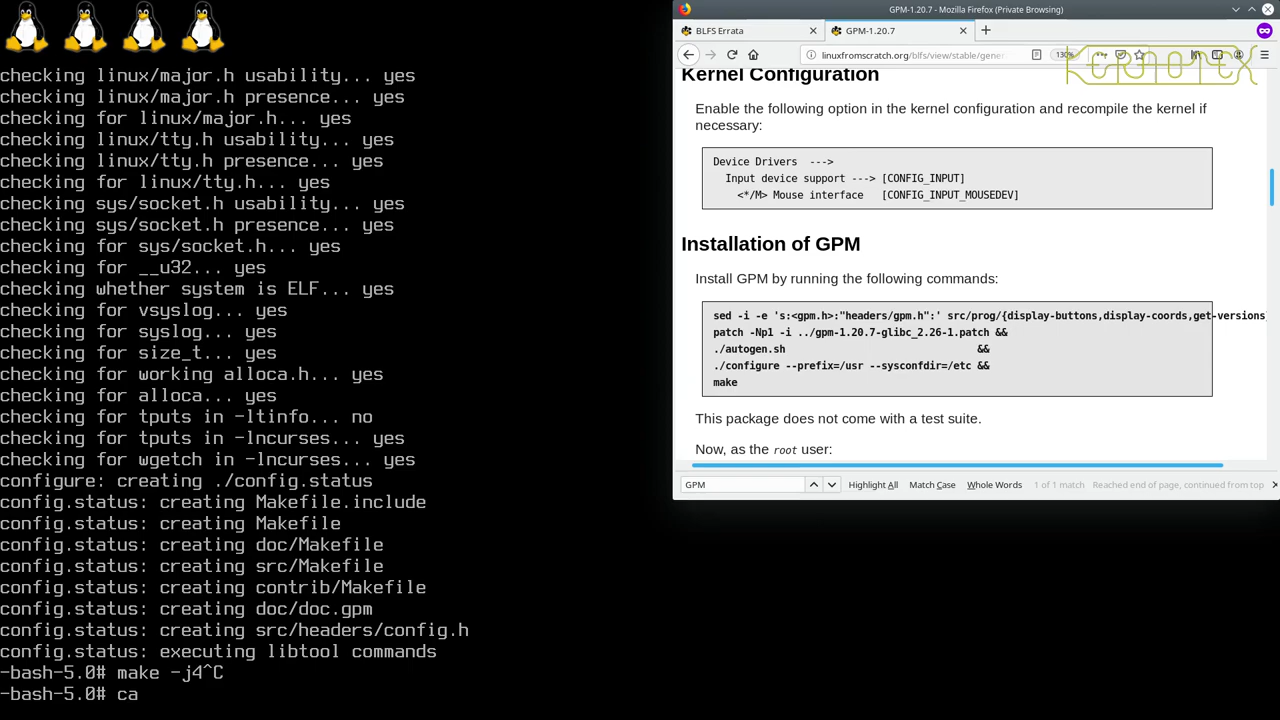 checking linux/major.h usability... yes
checking linux/major.h presence... yes
checking for linux/major.h... yes
checking linux/tty.h usability... yes
checking linux/tty.h presence... yes
checking for linux/tty.h... yes
checking sys/socket.h usability... yes
checking sys/socket.h presence... yes
checking for sys/socket.h... yes
checking for __u32... yes
checking whether system is ELF... yes
checking for vsyslog... yes
checking for syslog... yes
checking for size_t... yes
checking for working alloca.h... yes
checking for alloca... yes
checking for tputs in -ltinfo... no
checking for tputs in -lncurses... yes
checking for wgetch in -lncurses... yes
configure: creating ./config.status
config.status: creating Makefile.include
config.status: creating Makefile
config.status: creating doc/Makefile
config.status: creating src/Makefile
config.status: creating contrib/Makefile
config.status: creating doc/doc.gpm
config.status: creating src/headers/config.h
config.status: executing libtool commands
-bash-5.0# make -j4^C
-bash-5.0# ca
GPM-1.20.7 - Mozilla Firefox (Private Browsing)
BLFS Errata
GPM-1.20.7
linuxfromscratch.org/blfs/view/stable/gene
130%
Kernel Configuration
Enable the following option in the kernel configuration and recompile the kernel if
necessary:
Device Drivers --->
Input device support ---> [CONFIG_INPUT]
<*/M> Mouse interface [CONFIG_INPUT_MOUSEDEV]
Installation of GPM
Install GPM by running the following commands:
sed -i -e 's:<gpm.h>:"headers/gpm.h":' src/prog/{display-buttons,display-coords,get-versions}
patch -Np1 -i ../gpm-1.20.7-glibc_2.26-1.patch &&
./autogen.sh &&
./configure --prefix=/usr --sysconfdir=/etc &&
make
This package does not come with a test suite.
Now, as the root user:
GPM
Highlight All
Match Case
Whole Words
1 of 1 match
Reached end of page, continued from top